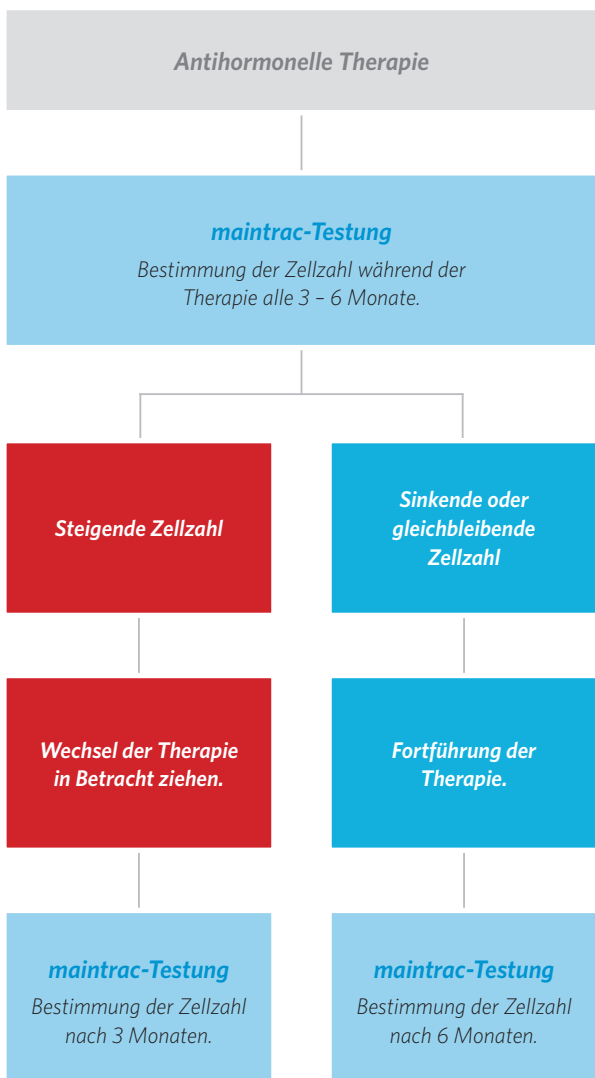 Antihormonelle Therapie
maintrac-Testung
Bestimmung der Zellzahl während der
Therapie alle 3 – 6 Monate.
Steigende Zellzahl
Sinkende oder
gleichbleibende
Zellzahl
Wechsel der Therapie
in Betracht ziehen.
Fortführung der
Therapie.
maintrac-Testung
Bestimmung der Zellzahl
nach 3 Monaten.
maintrac-Testung
Bestimmung der Zellzahl
nach 6 Monaten.